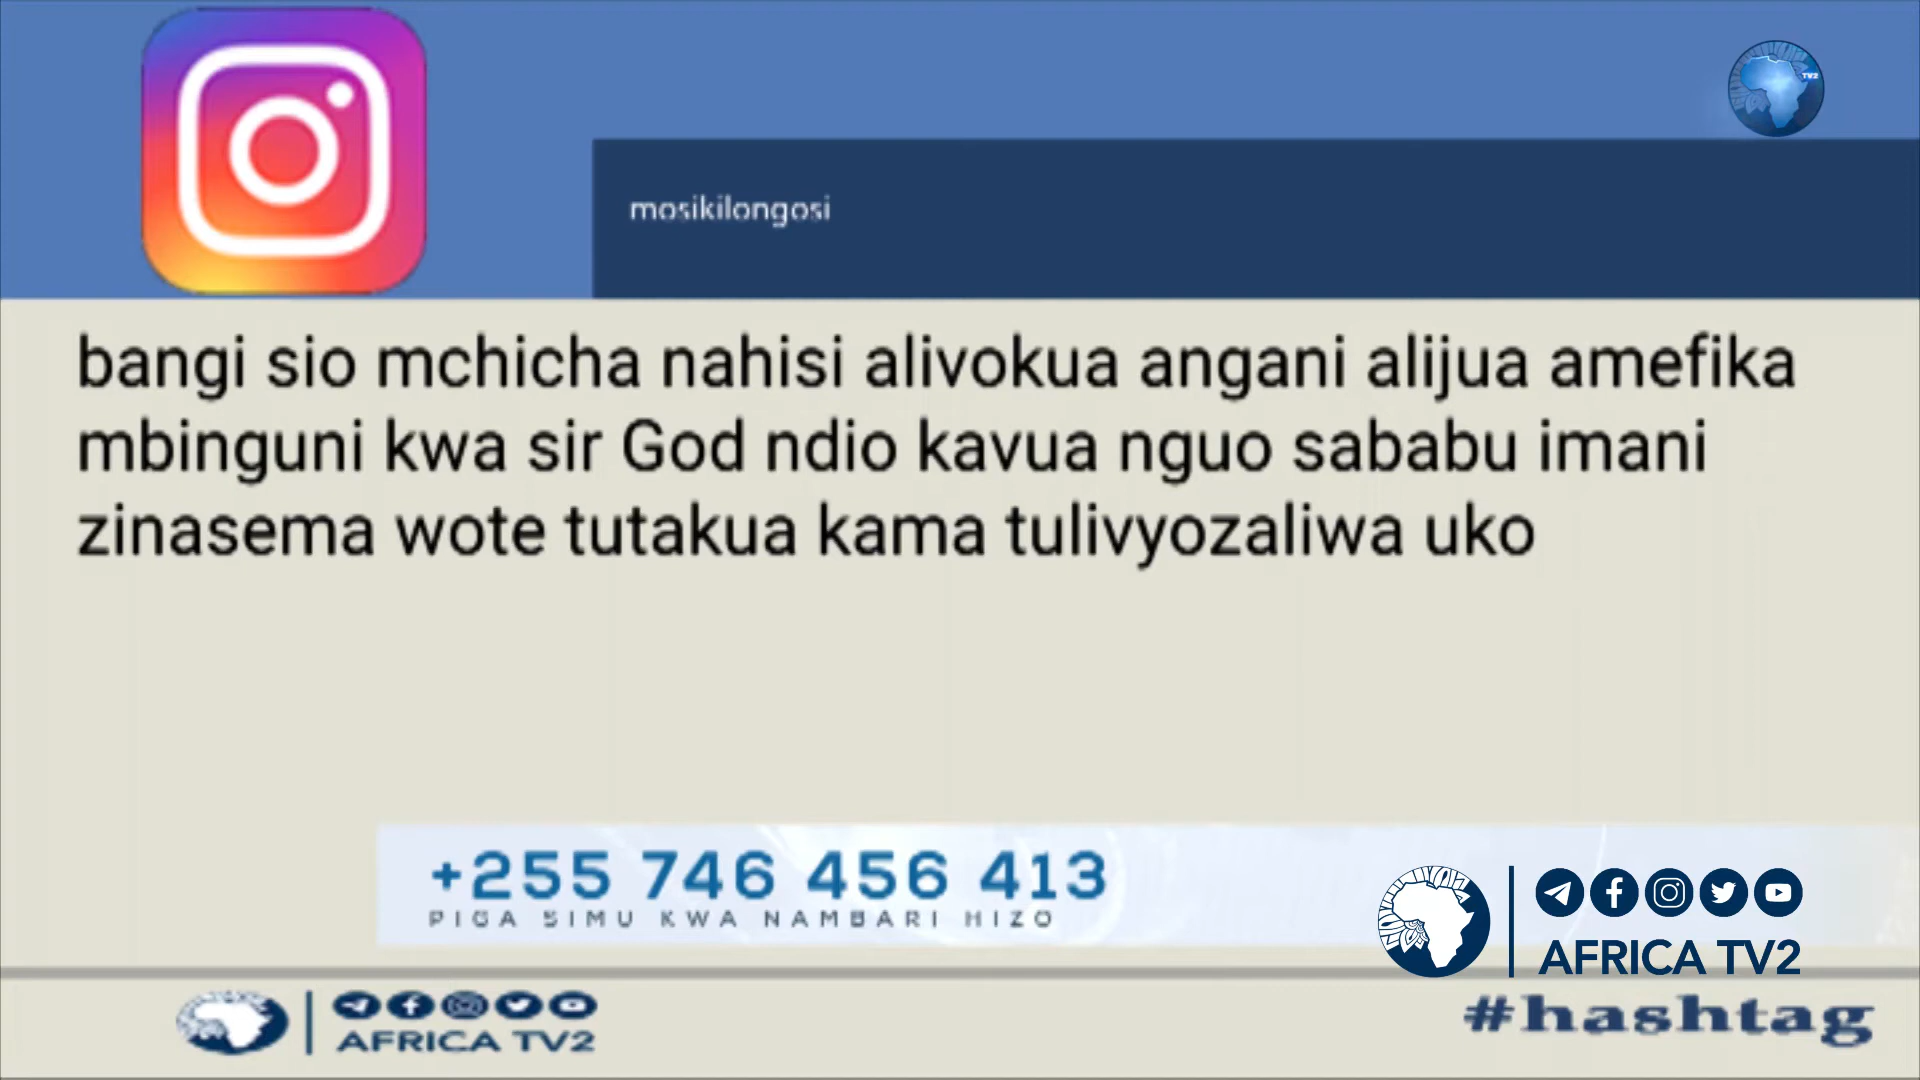 TV2
mosikilongosi
bangi sio mchicha nahisi alivokua angani alijua amefika
mbinguni kwa sir God ndio kavua nguo sababu imani
zinasema wote tutakua kama tulivyozaliwa uko
+255 746 456 413
PIGA SIMU KWA NAMBARI HIZO
AFRICA TV2
AFRICA TV2
#hashtag